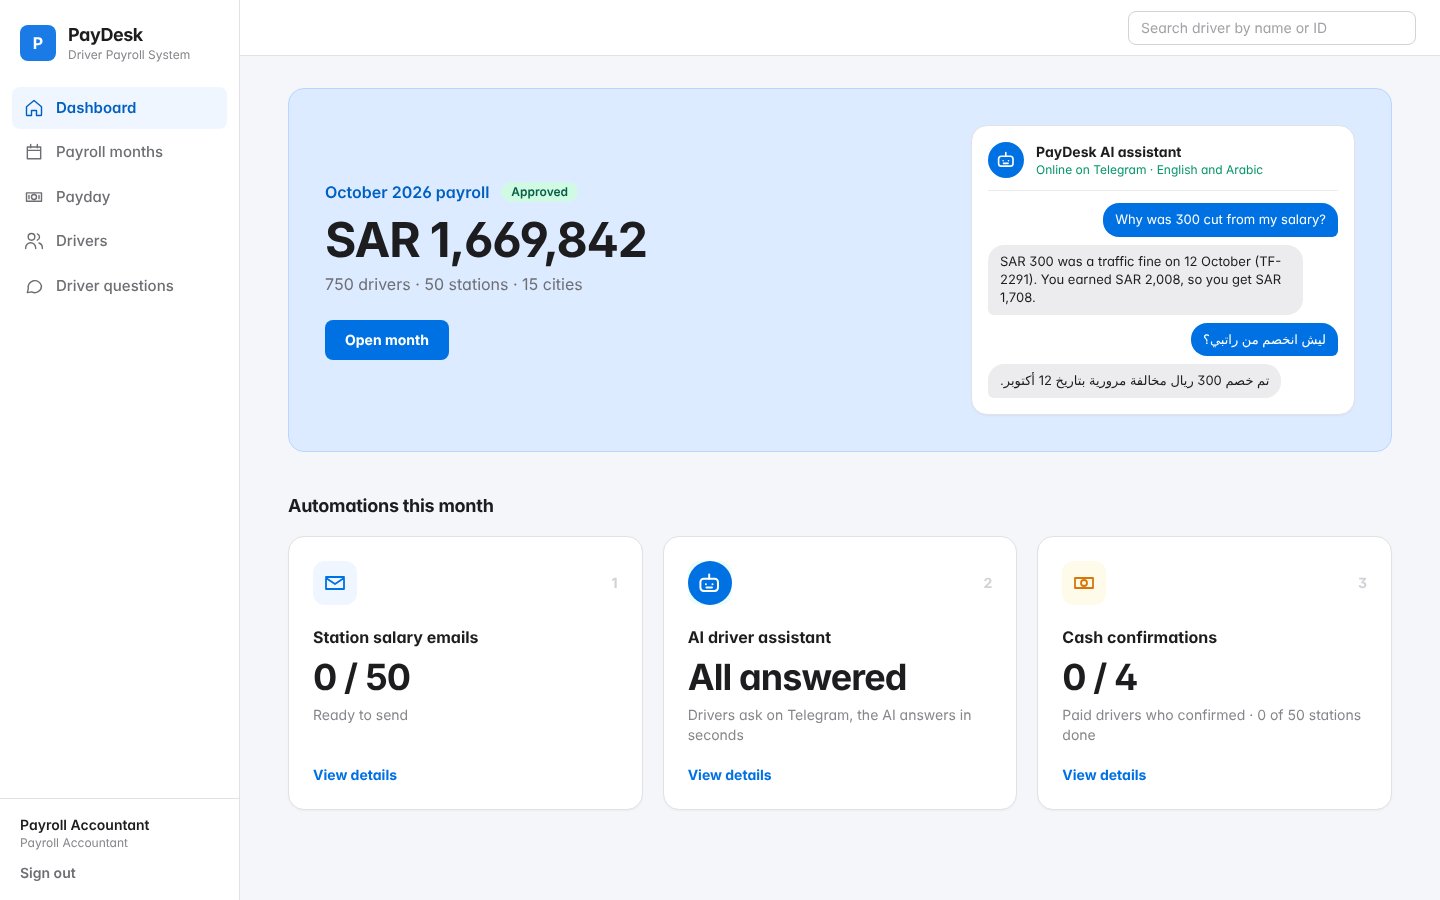 P
PayDesk
Driver Payroll System
Dashboard
Payroll months
Payday
Drivers
Driver questions
Payroll Accountant
Payroll Accountant
Sign out
Search driver by name or ID
October 2026 payroll Approved
SAR 1,669,842
750 drivers · 50 stations · 15 cities
Open month
PayDesk AI assistant
Online on Telegram · English and Arabic
Why was 300 cut from my salary?
SAR 300 was a traffic fine on 12 October (TF-
2291). You earned SAR 2,008, so you get SAR
1,708.
ليش انخصم من راتبي؟
تم خصم 300 ريال مخالفة مرورية بتاريخ 12 أكتوبر.
Automations this month
1
Station salary emails
0 / 50
Ready to send
View details
2
AI driver assistant
All answered
Drivers ask on Telegram, the AI answers in
seconds
View details
3
Cash confirmations
0 / 4
Paid drivers who confirmed · 0 of 50 stations
done
View details